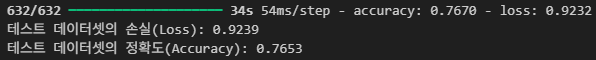 632/632 ━━━━━━━━━━━━━━━━━━━━ 34s 54ms/step - accuracy: 0.7670 - loss: 0.9232
테스트 데이터셋의 손실(Loss): 0.9239
테스트 데이터셋의 정확도(Accuracy): 0.7653